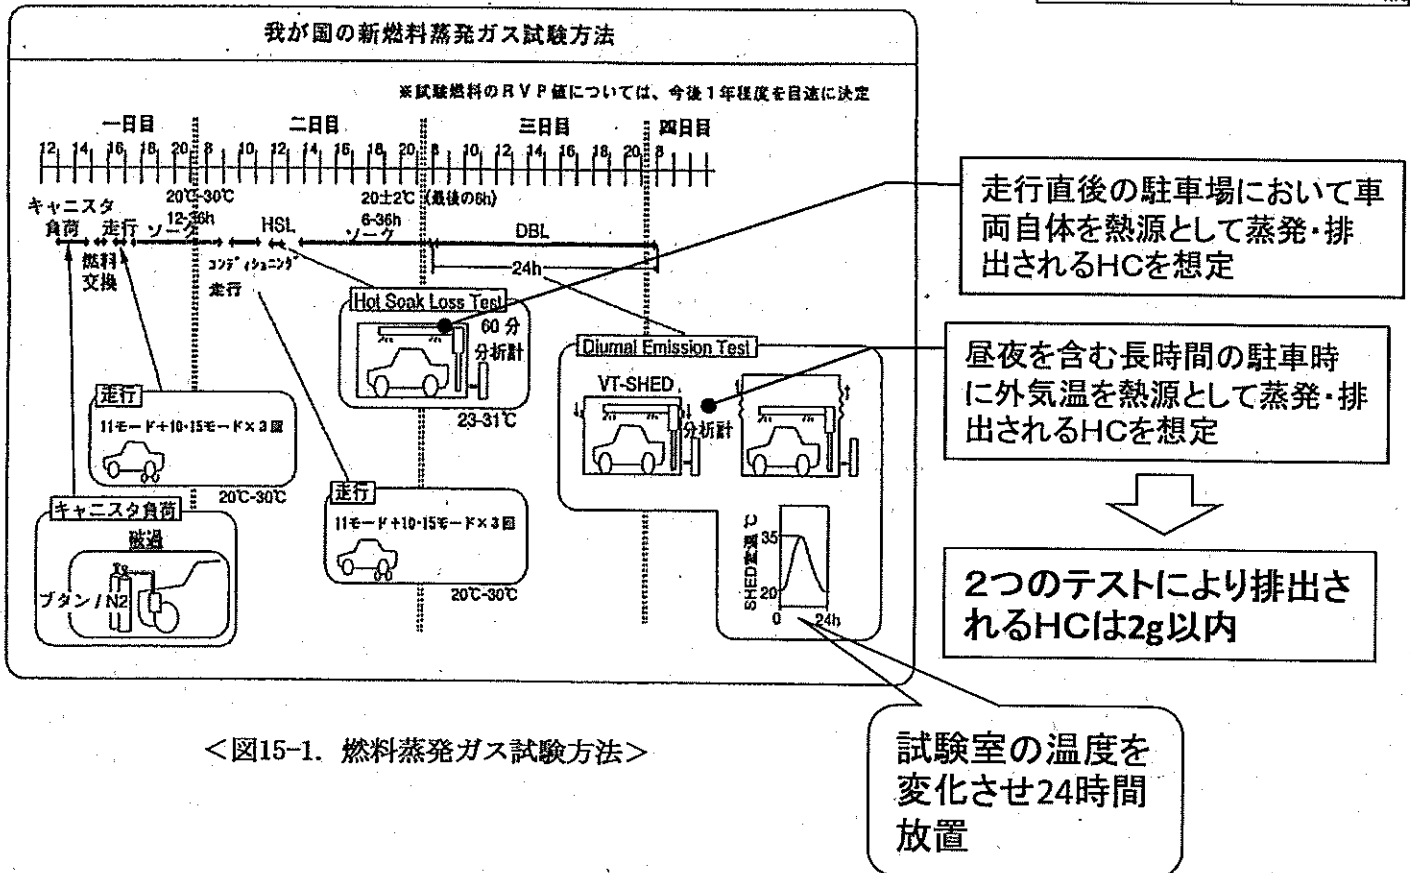 我が国の新燃料蒸発ガス試験方法
※試験燃料のRVP値については、今後1年程度を目途に決定
一日目 二日目 三日目 四日目
12 14 16 18 20 8 10 12 14 16 18 20 8 10 12 14 16 18 20 8
20℃-30℃ 20±2℃ (最後の6h)
キャニスタ
負荷 走行 ソーク 12-36h HSL ソーク 6-36h DBL
燃料
交換
コンディショニング
走行
24h
Hot Soak Loss Test
60分
分析計
23-31℃
Diurnal Emission Test
VT-SHED
分析計
走行
11モード+10・15モード×3回
20℃-30℃
走行
11モード+10・15モード×3回
20℃-30℃
キャニスタ負荷
破過
ブタン/N2
SHED室温℃
35
20
0 24h
走行直後の駐車場において車
両自体を熱源として蒸発・排
出されるHCを想定
昼夜を含む長時間の駐車時
に外気温を熱源として蒸発・排
出されるHCを想定
2つのテストにより排出さ
れるHCは2g以内
試験室の温度を
変化させ24時間
放置
<図15-1. 燃料蒸発ガス試験方法>